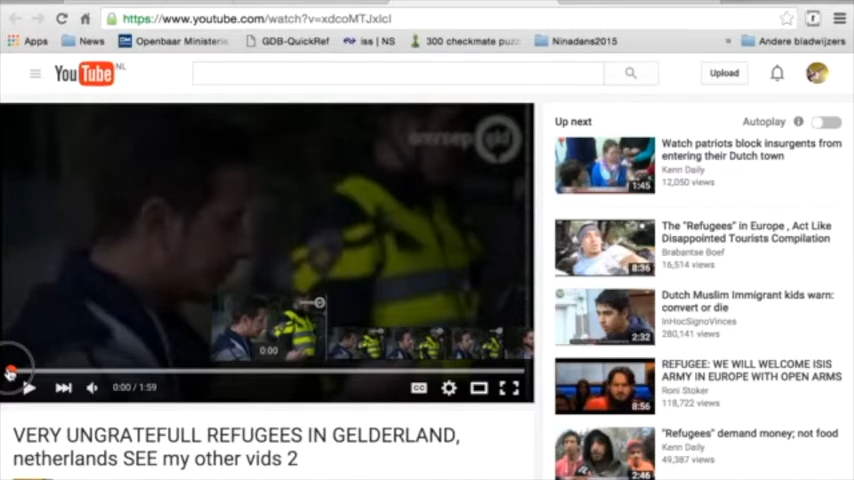 https://www.youtube.com/watch?v=xdcoMTJxIcI
Apps News Openbaar Ministerie GDB-QuickRef iss | NS 300 checkmate puz Ninadans2015 » Andere bladwijzers
YouTube NL
Upload
Up next
Autoplay
Watch patriots block insurgents from
entering their Dutch town
Kenn Daily
12,050 views
1:45
The "Refugees" in Europe , Act Like
Disappointed Tourists Compilation
Brabantse Boef
16,514 views
8:36
Dutch Muslim Immigrant kids warn:
convert or die
InHocSignoVinces
280,141 views
2:32
REFUGEE: WE WILL WELCOME ISIS
ARMY IN EUROPE WITH OPEN ARMS
Roni Stoker
118,722 views
8:56
"Refugees" demand money; not food
Kenn Daily
49,387 views
2:46
0:00
0:00 / 1:59
CC
VERY UNGRATEFULL REFUGEES IN GELDERLAND,
netherlands SEE my other vids 2